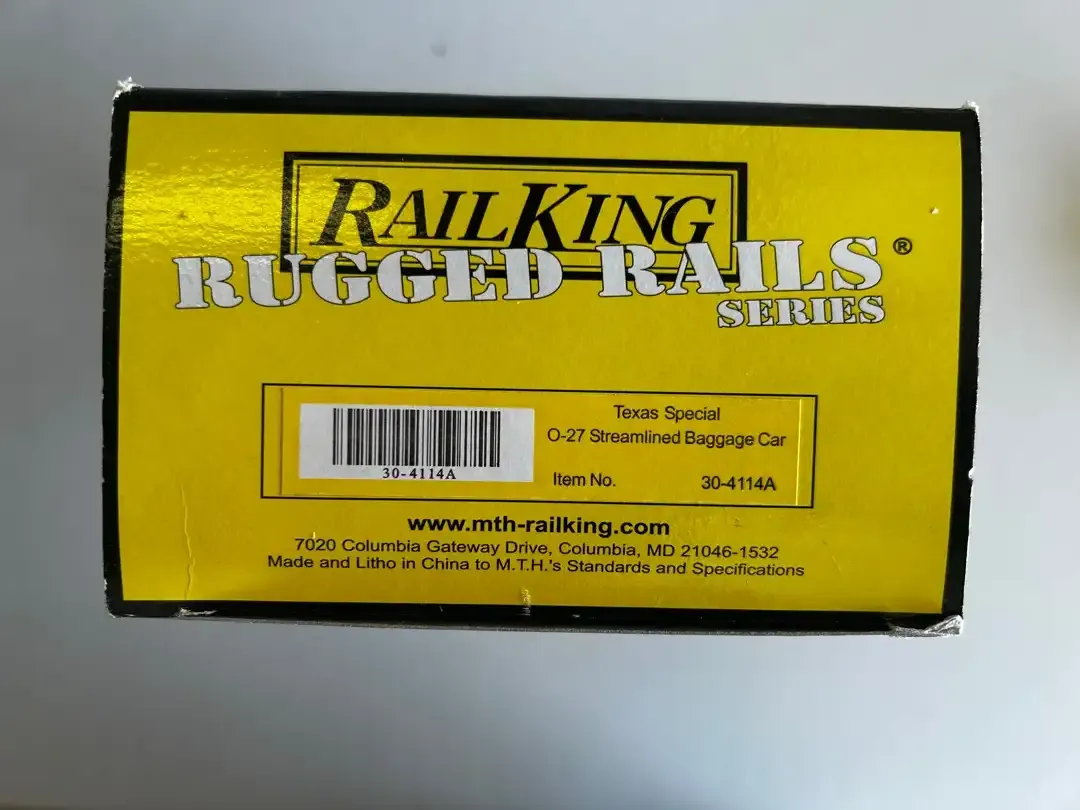 RAILKING
RUGGED RAILS ®
SERIES
Texas Special
O-27 Streamlined Baggage Car
30-4114A
Item No. 30-4114A
www.mth-railking.com
7020 Columbia Gateway Drive, Columbia, MD 21046-1532
Made and Litho in China to M.T.H.'s Standards and Specifications